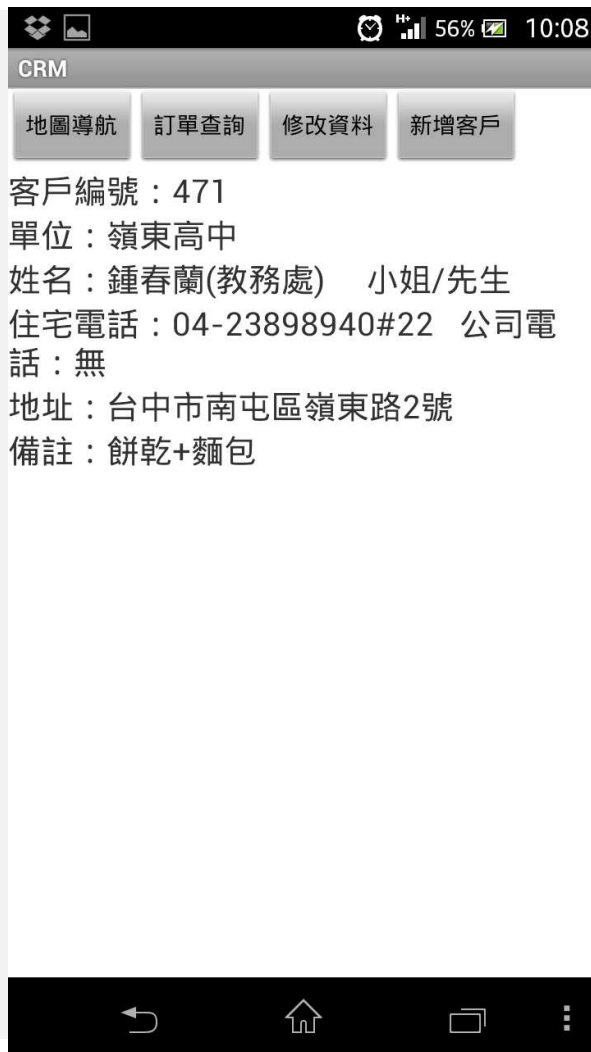 H+ 56% 10:08
CRM
地圖導航 訂單查詢 修改資料 新增客戶
客戶編號：471
單位：嶺東高中
姓名：鍾春蘭(教務處) 小姐/先生
住宅電話：04-23898940#22 公司電
話：無
地址：台中市南屯區嶺東路2號
備註：餅乾+麵包